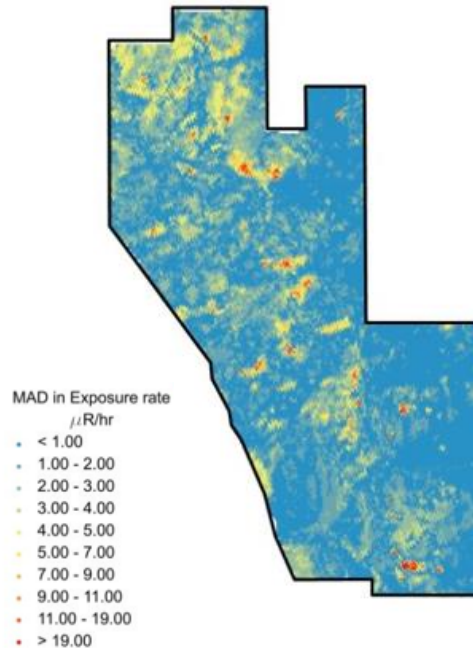 MAD in Exposure rate
μR/hr
< 1.00
1.00 - 2.00
2.00 - 3.00
3.00 - 4.00
4.00 - 5.00
5.00 - 7.00
7.00 - 9.00
9.00 - 11.00
11.00 - 19.00
> 19.00